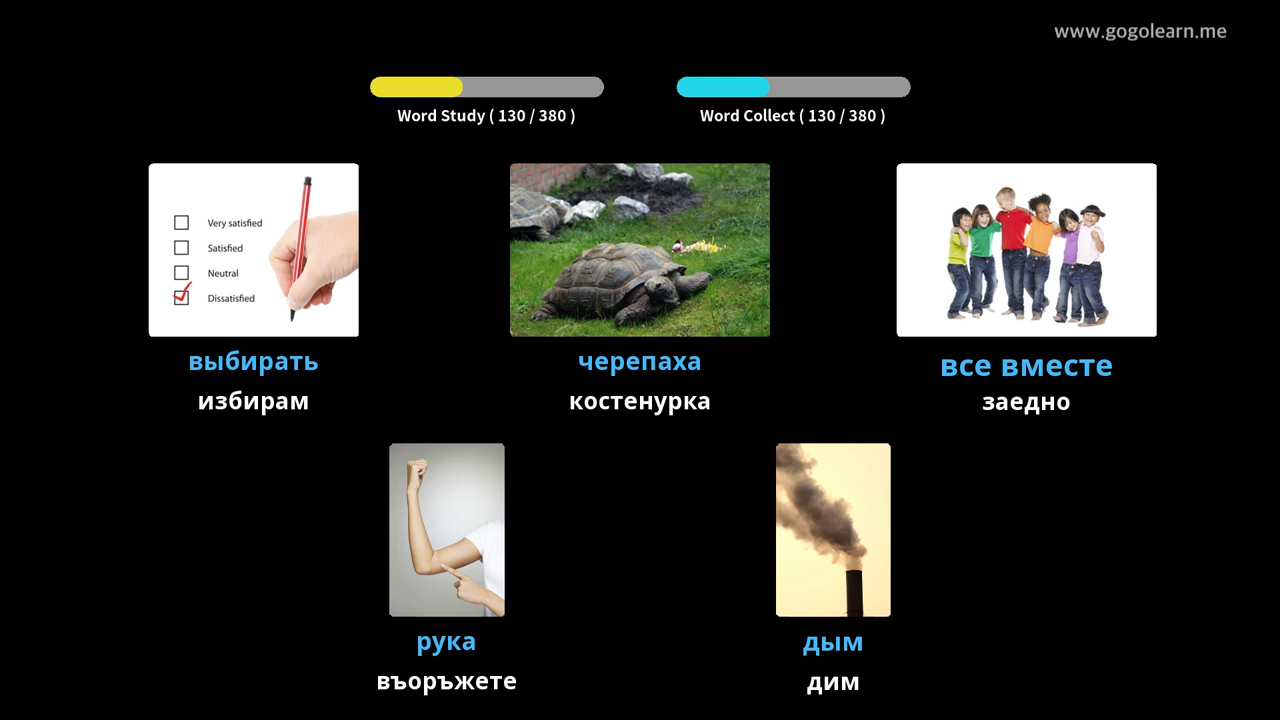 www.gogolearn.me
Word Study ( 130 / 380 )
Word Collect ( 130 / 380 )
Very satisfied
Satisfied
Neutral
Dissatisfied
выбирать
избирам
черепаха
костенурка
все вместе
заедно
рука
въоръжете
дым
дим